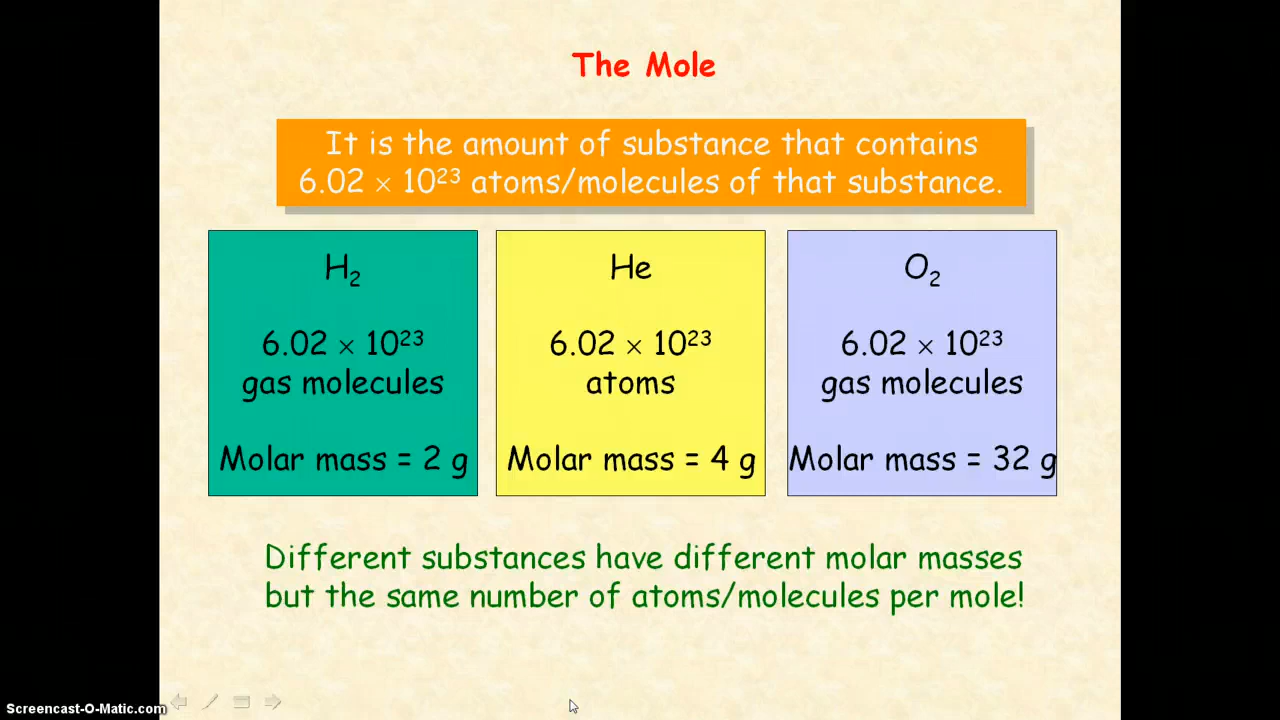 The Mole
It is the amount of substance that contains
6.02 × 10²³ atoms/molecules of that substance.
H₂
6.02 × 10²³
gas molecules
Molar mass = 2 g
He
6.02 × 10²³
atoms
Molar mass = 4 g
O₂
6.02 × 10²³
gas molecules
Molar mass = 32 g
Different substances have different molar masses
but the same number of atoms/molecules per mole!
Screencast-O-Matic.com